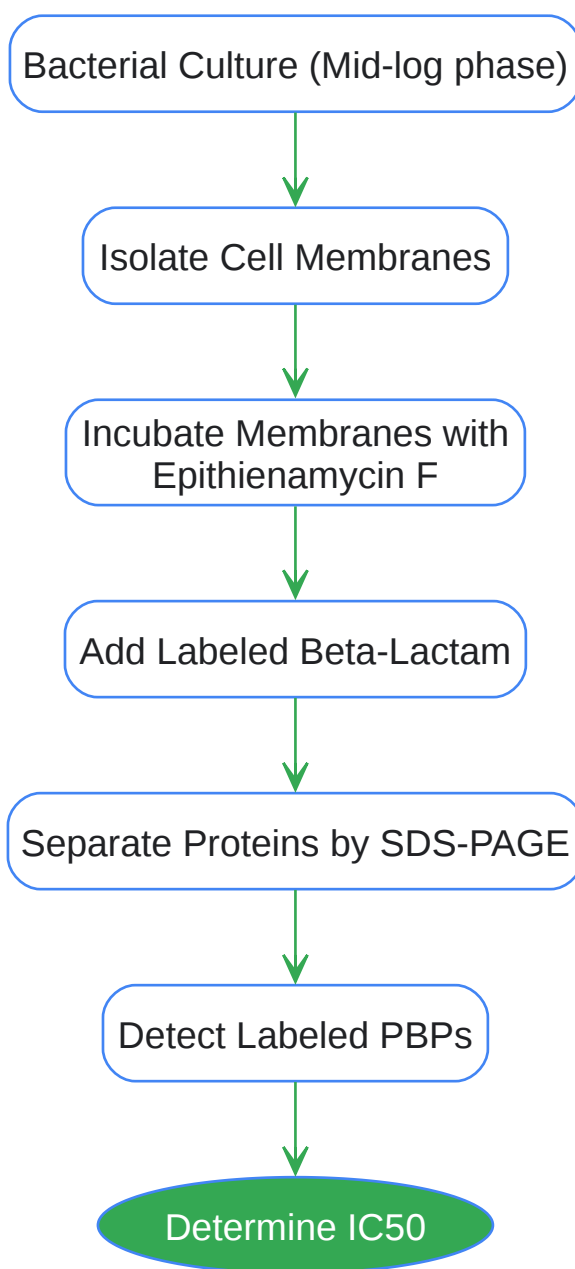 Bacterial Culture (Mid-log phase)
Isolate Cell Membranes
Incubate Membranes with
Epithienamycin F
Add Labeled Beta-Lactam
Separate Proteins by SDS-PAGE
Detect Labeled PBPs
Determine IC50